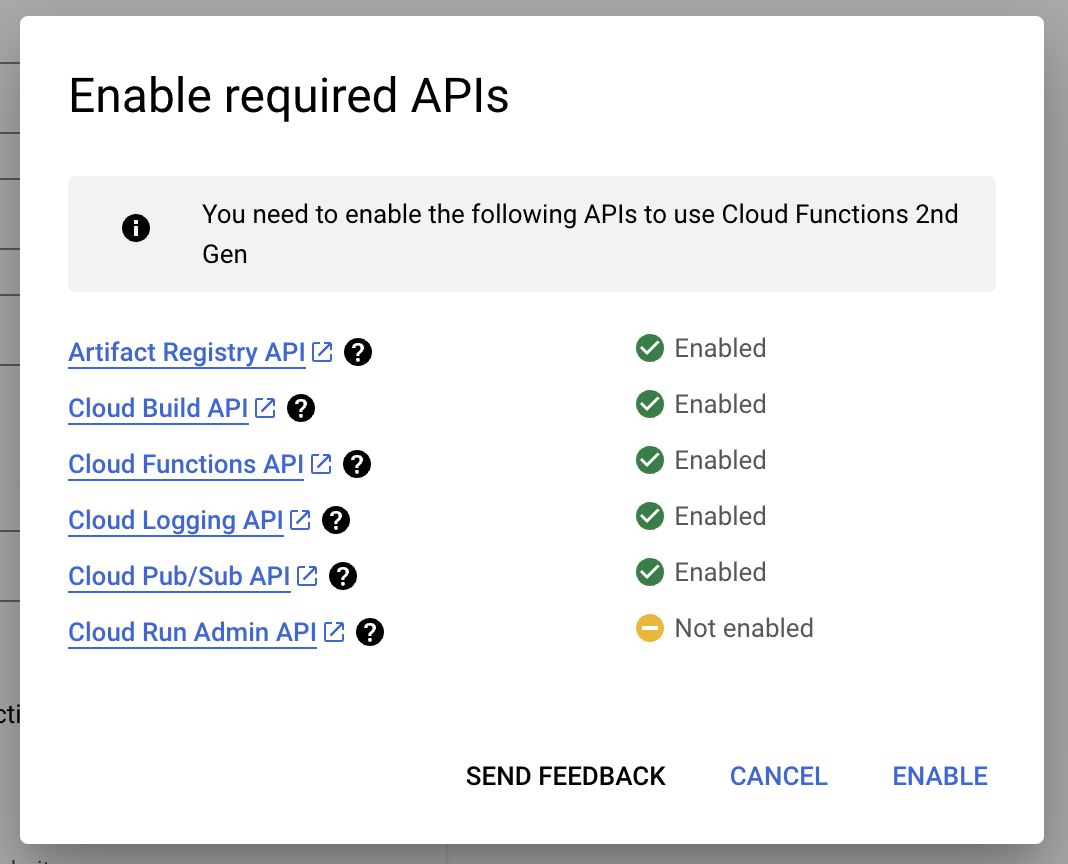 Enable required APIs
You need to enable the following APIs to use Cloud Functions 2nd
Gen
Artifact Registry API Enabled
Cloud Build API Enabled
Cloud Functions API Enabled
Cloud Logging API Enabled
Cloud Pub/Sub API Enabled
Cloud Run Admin API Not enabled
SEND FEEDBACK CANCEL ENABLE